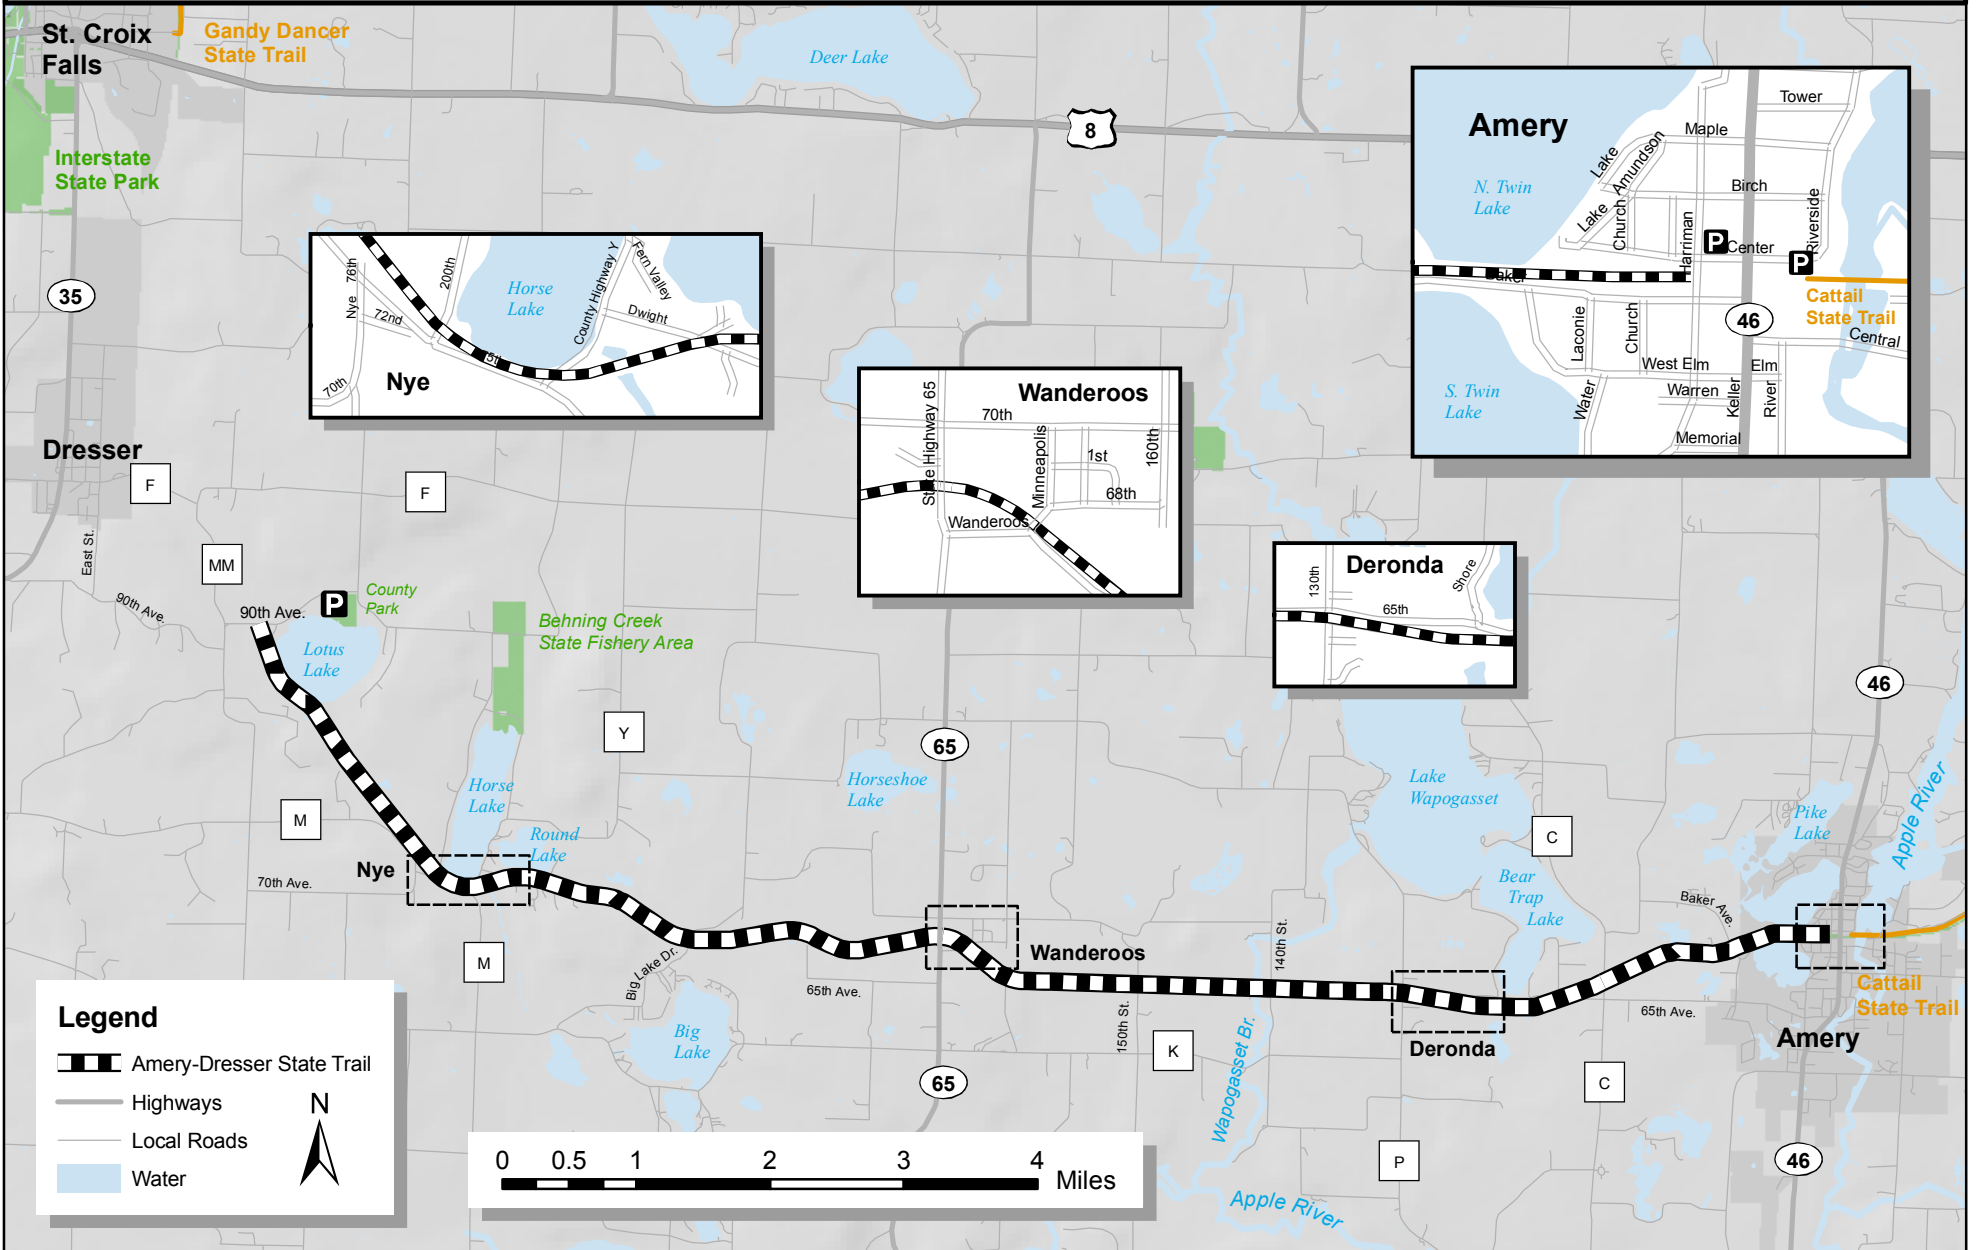 St. Croix
Falls
Gandy Dancer
State Trail
Deer Lake
8
Interstate
State Park
35
Dresser
F
F
East St.
MM
90th Ave.
90th Ave.
P
County
Park
Lotus
Lake
Behning Creek
State Fishery Area
Y
M
Horse
Lake
Round
Lake
Nye
70th Ave.
M
Big Lake Dr.
Big
Lake
65
Horseshoe
Lake
65th Ave.
Wanderoos
65
150th St.
K
140th St.
Wapogasset Br.
Apple River
P
Lake
Wapogasset
C
Bear
Trap
Lake
Deronda
C
65th Ave.
Baker Ave.
Pike
Lake
Apple River
46
Cattail
State Trail
Amery
46
Nye
76th
Nye
70th
72nd
200th
Horse
Lake
County Highway Y
Fern Valley
Dwight
Wanderoos
State Highway 65
70th
Minneapolis
1st
68th
160th
Wanderoos
Deronda
130th
65th
Shore
Amery
N. Twin
Lake
S. Twin
Lake
Tower
Maple
Lake
Amundson
Birch
Lake
Church
Harriman
P
Center
P
Riverside
Baker
Cattail
State Trail
46
Central
Laconie
Church
West Elm
Elm
Water
Warren
Keller
River
Memorial
Legend
Amery-Dresser State Trail
Highways
Local Roads
Water
N
0 0.5 1 2 3 4
Miles